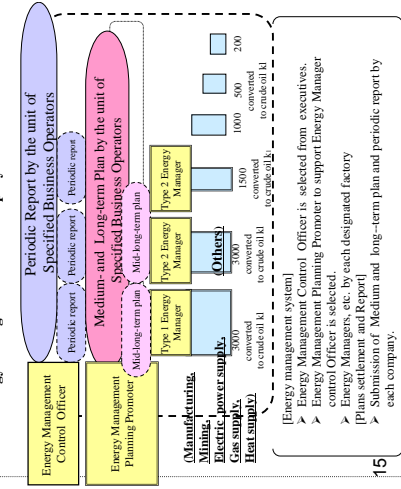 Periodic Report by the unit of
Specified Business Operators
Energy Management
Control Officer
Periodic report
Periodic report
Periodic report
Medium- and Long-term Plan by the unit of
Specified Business Operators
Energy Management
Planning Promoter
Mid-long-term plan
Mid-long-term plan
Type 1 Energy
Manager
Type 2 Energy
Manager
Type 2 Energy
Manager
(Manufacturing,
Mining,
Electric power supply,
Gas supply,
Heat supply)
(Others)
3000
converted
to crude oil kl
3000
converted
to crude oil kl
1500
converted
to crude oil kl
1000
500
200
converted
to crude oil kl
[Energy management system]
➢ Energy Management Control Officer is selected from executives.
➢ Energy Management Planning Promoter to support Energy Manager
control Officer is selected.
➢ Energy Managers, etc. by each designated factory
[Plans settlement and Report]
➢ Submission of Medium and long-term plan and periodic report by
each company.
15